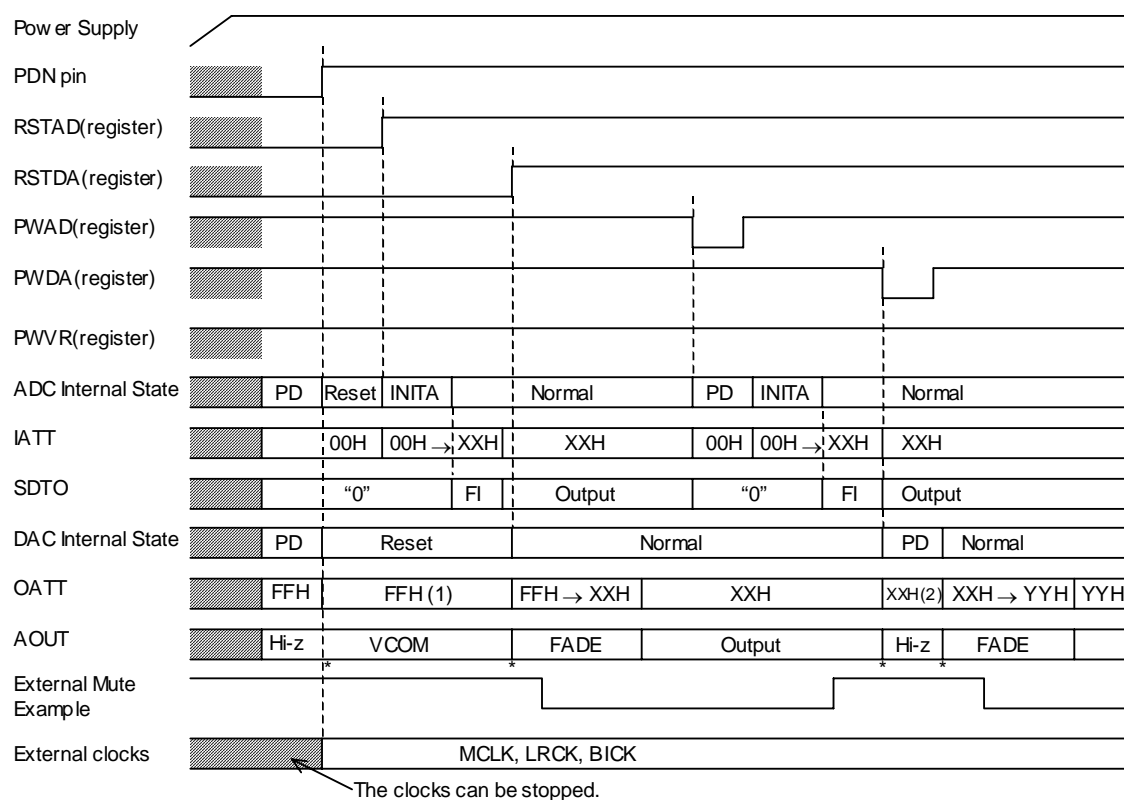 Power Supply
PDN pin
RSTAD(register)
RSTDA(register)
PWAD(register)
PWDA(register)
PWVR(register)
ADC Internal State PD Reset INITA Normal PD INITA Normal
IATT 00H 00H → XXH XXH 00H 00H → XXH XXH
SDTO “0” FI Output “0” FI Output
DAC Internal State PD Reset Normal PD Normal
OATT FFH FFH (1) FFH → XXH XXH XXH(2) XXH → YYH YYH
AOUT Hi-z VCOM FADE Output Hi-z FADE
* * * *
External Mute
Example
External clocks MCLK, LRCK, BICK
The clocks can be stopped.